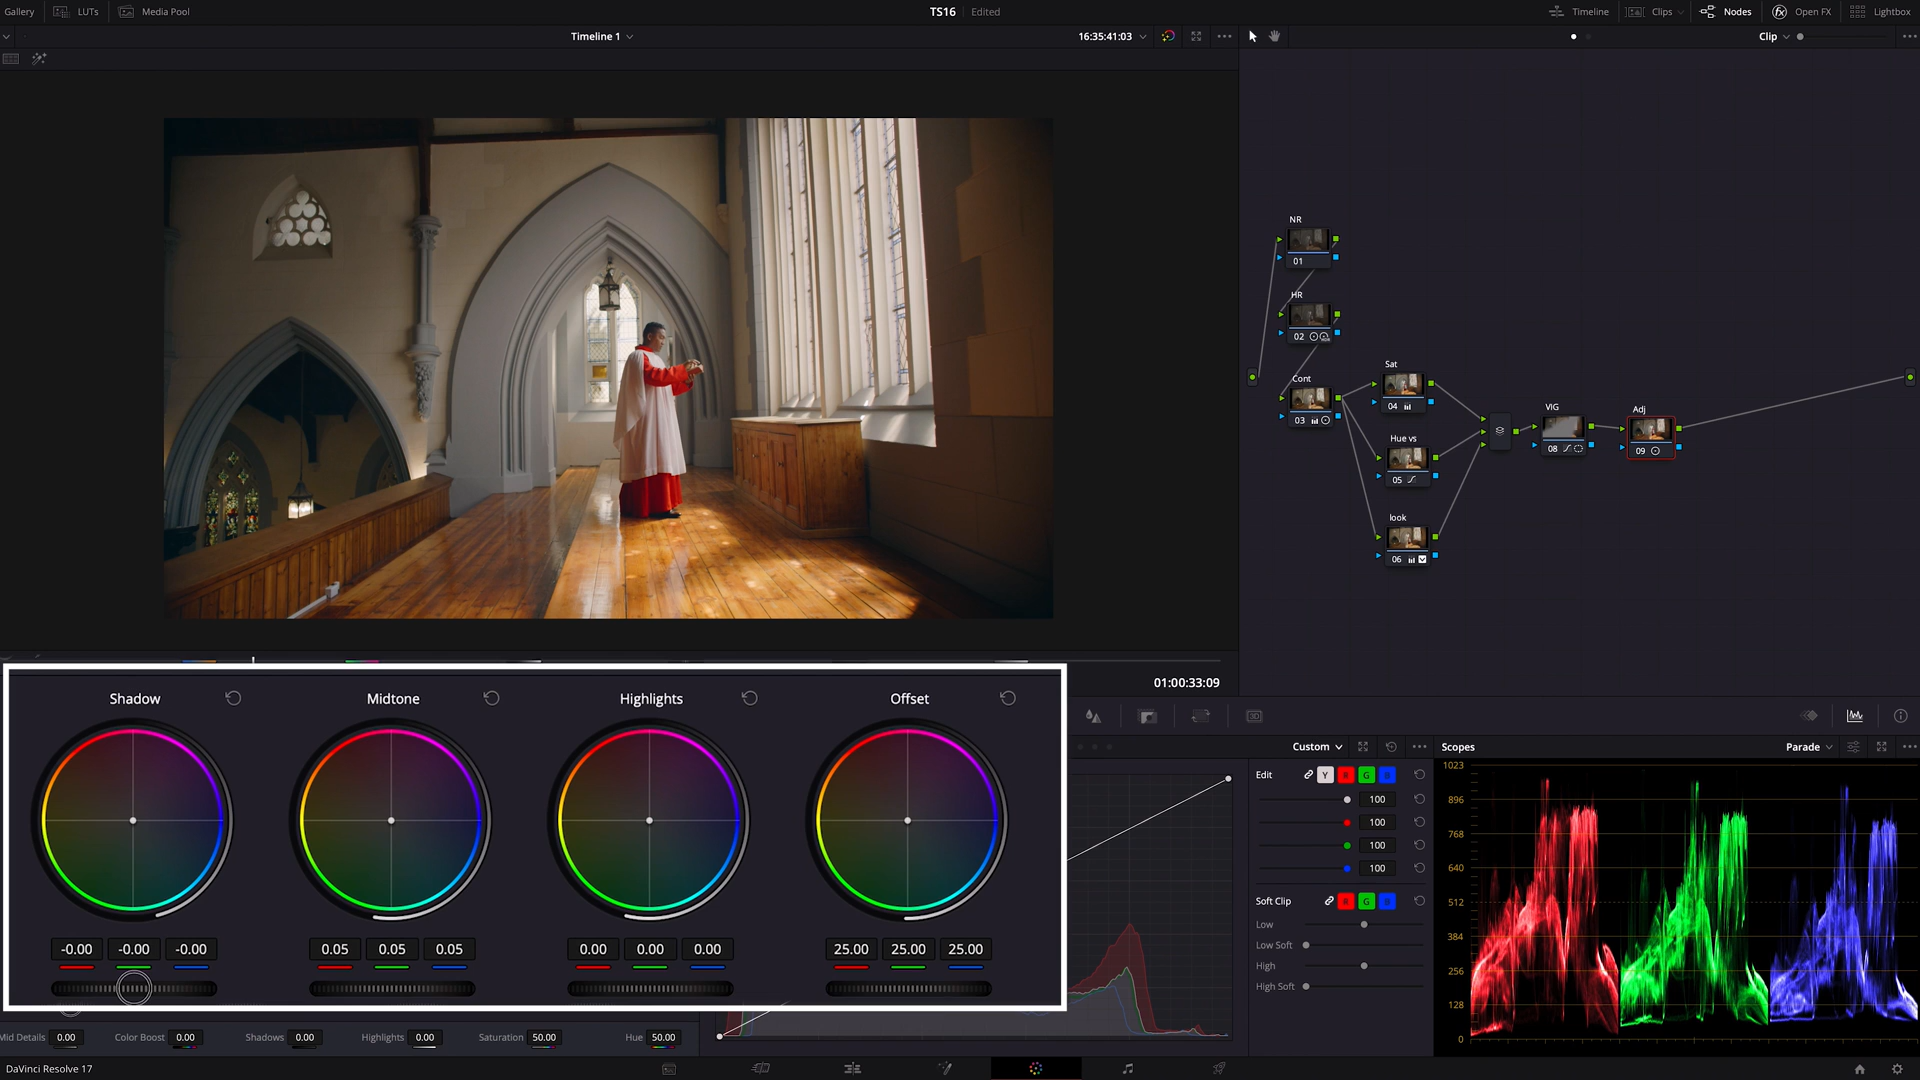 Gallery LUTs Media Pool TS16 Edited Timeline Clips Nodes Open FX Lightbox
Timeline 1 16:35:41:03 Clip
NR
01
HR
02
Cont
03
Sat
04
Hue vs
05
look
06
VIG
08
Adj
09
01:00:33:09
Shadow Midtone Highlights Offset
-0.00 -0.00 -0.00 0.05 0.05 0.05 0.00 0.00 0.00 25.00 25.00 25.00
Mid Details 0.00 Color Boost 0.00 Shadows 0.00 Highlights 0.00 Saturation 50.00 Hue 50.00
3D
Custom
Edit Y R G B
100
100
100
100
Soft Clip R G B
Low
Low Soft
High
High Soft
Scopes Parade
1023
896
768
640
512
384
256
128
0
DaVinci Resolve 17